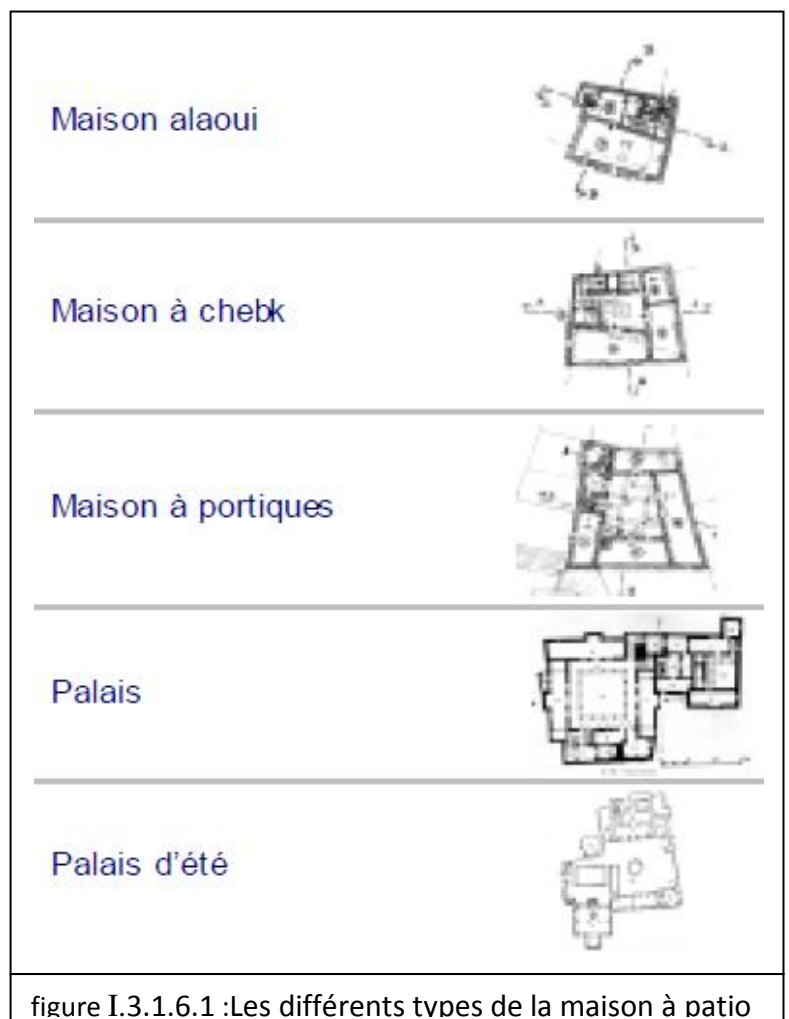 Maison alaoui
Maison à chebk
Maison à portiques
Palais
Palais d'été
figure I.3.1.6.1 :Les différents types de la maison à patio